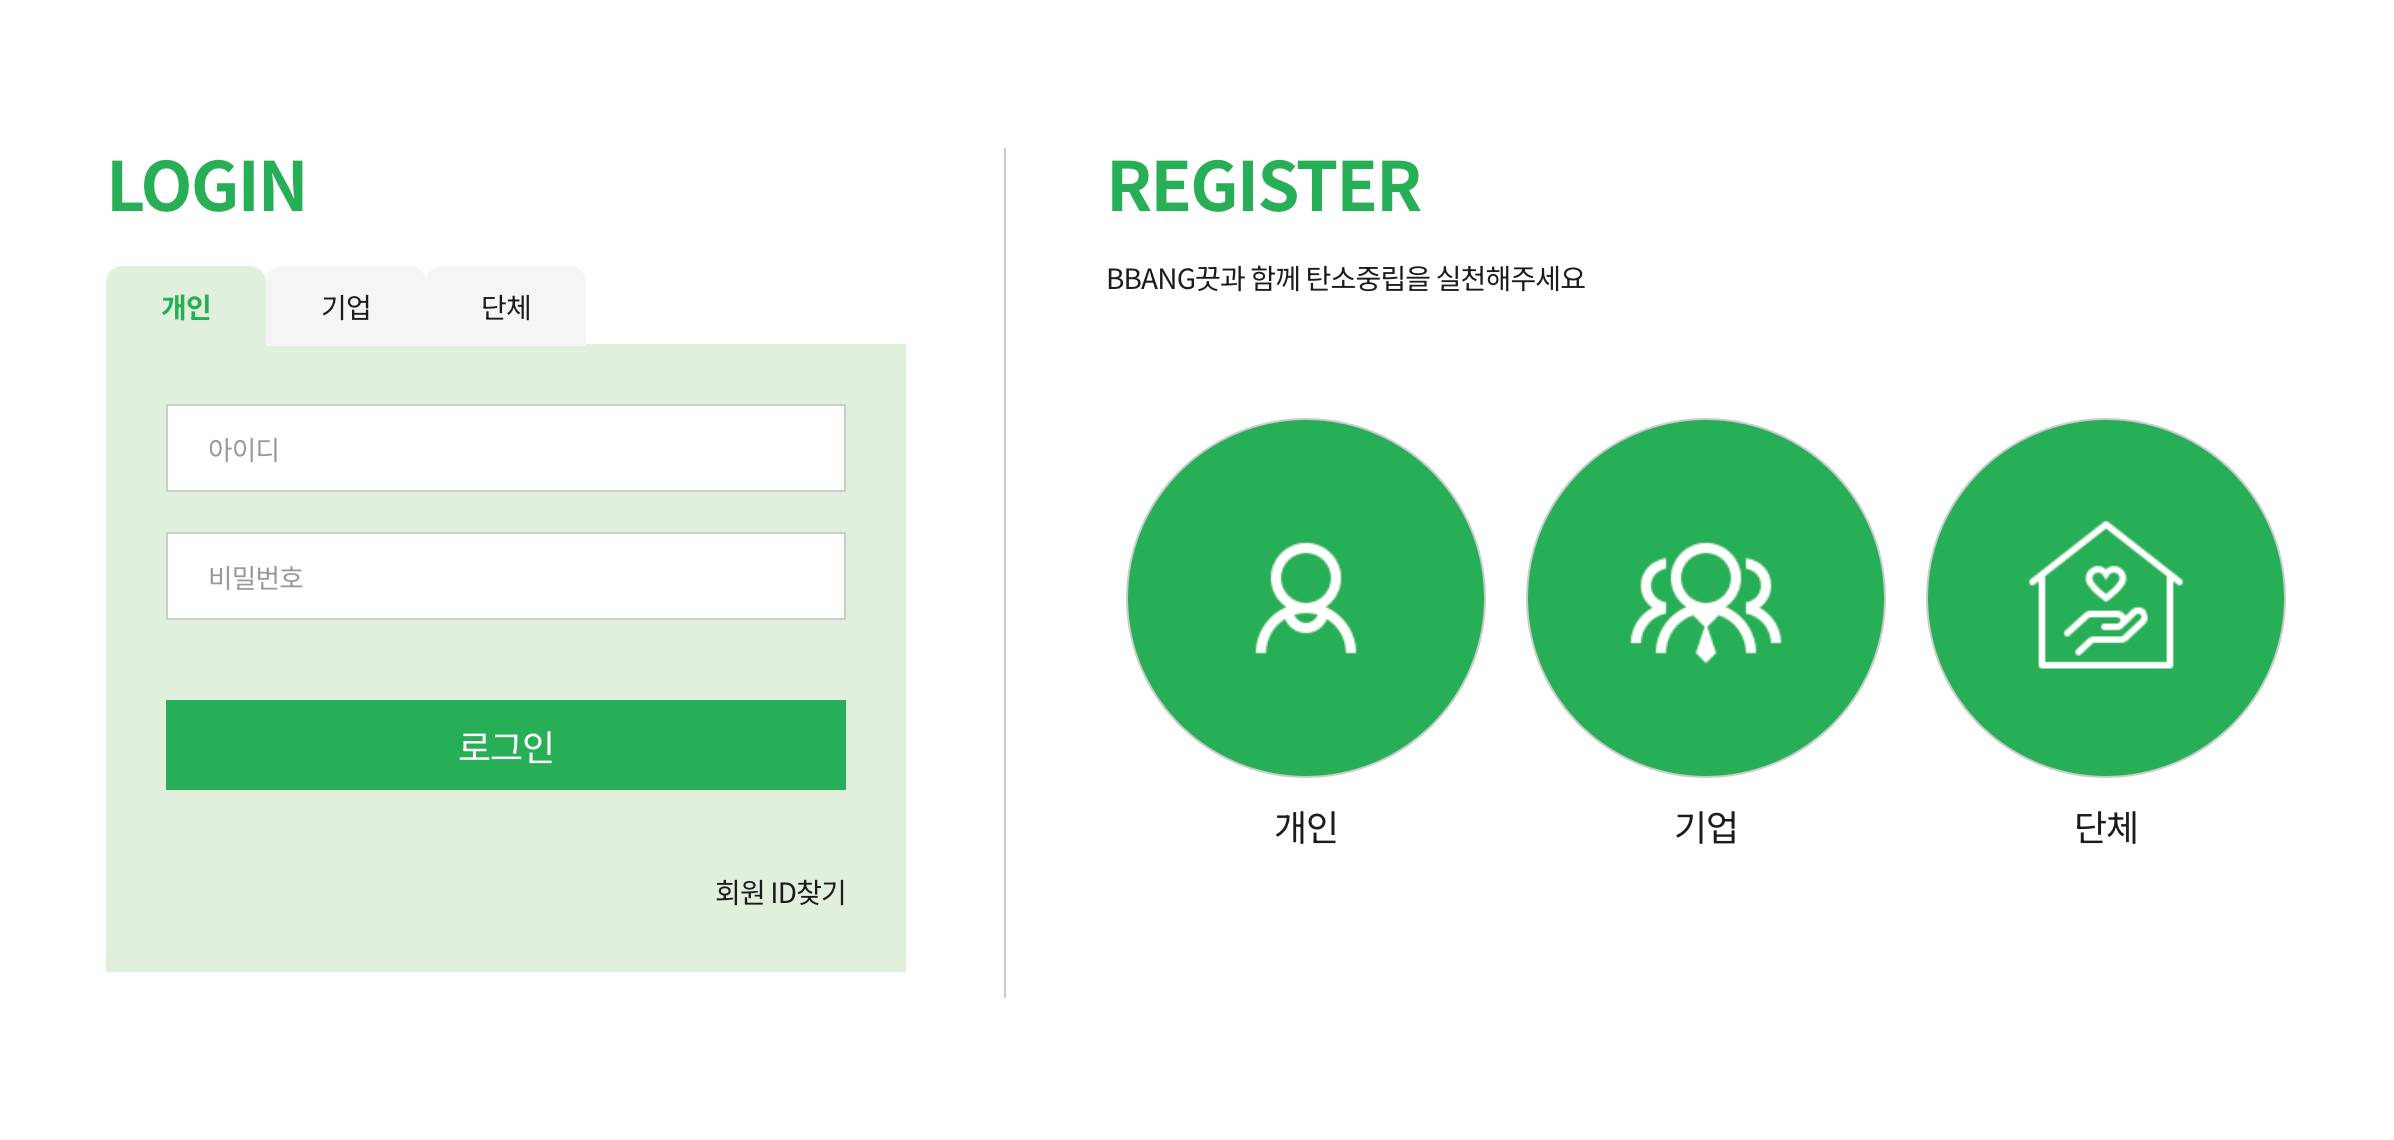 LOGIN
개인
기업
단체
아이디
비밀번호
로그인
회원 ID찾기
REGISTER
BBANG끗과 함께 탄소중립을 실천해주세요
개인
기업
단체